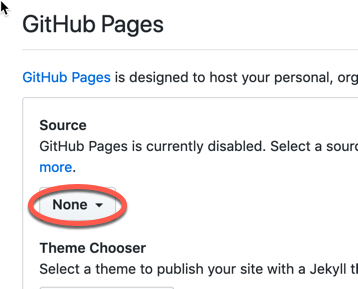 GitHub Pages
GitHub Pages is designed to host your personal, org
Source
GitHub Pages is currently disabled. Select a sourc
more.
None
Theme Chooser
Select a theme to publish your site with a Jekyll th